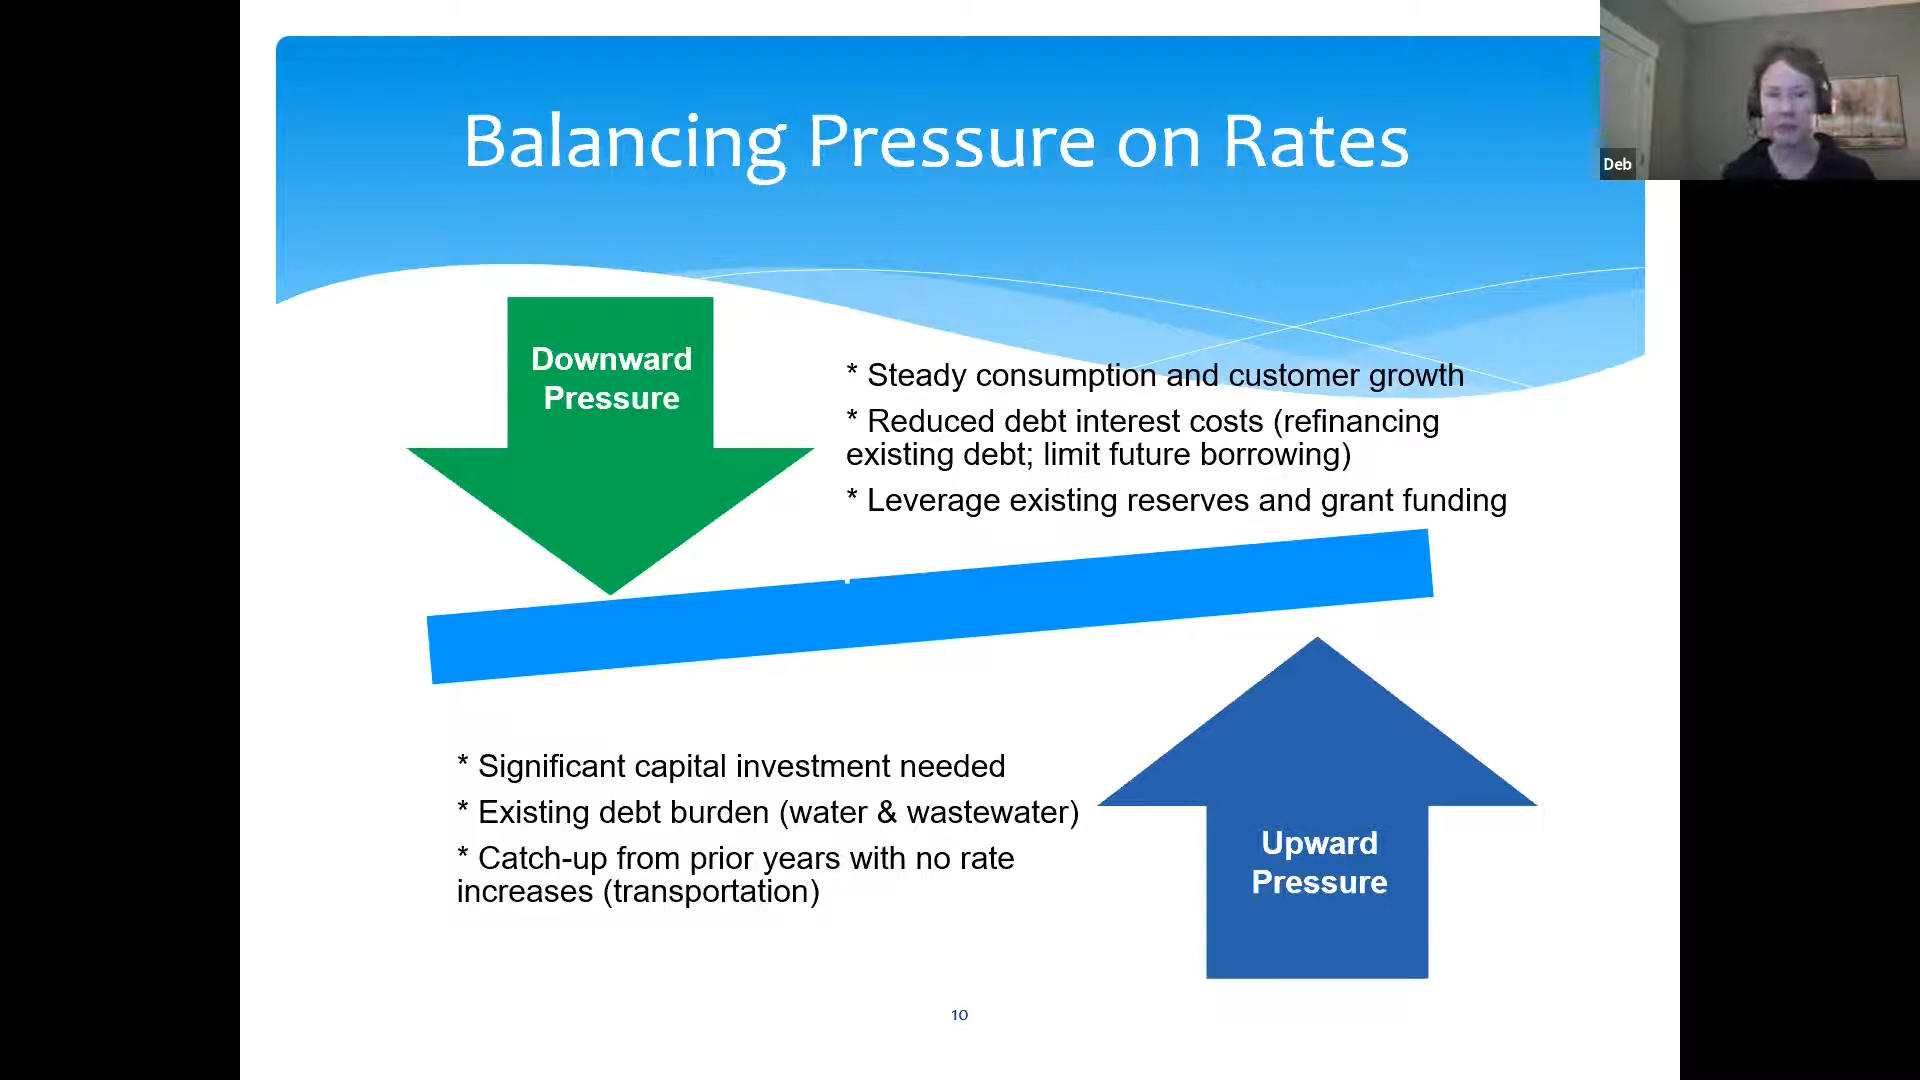 Balancing Pressure on Rates
Deb
Downward
Pressure
* Steady consumption and customer growth
* Reduced debt interest costs (refinancing
existing debt; limit future borrowing)
* Leverage existing reserves and grant funding
* Significant capital investment needed
* Existing debt burden (water & wastewater)
* Catch-up from prior years with no rate
increases (transportation)
Upward
Pressure
10